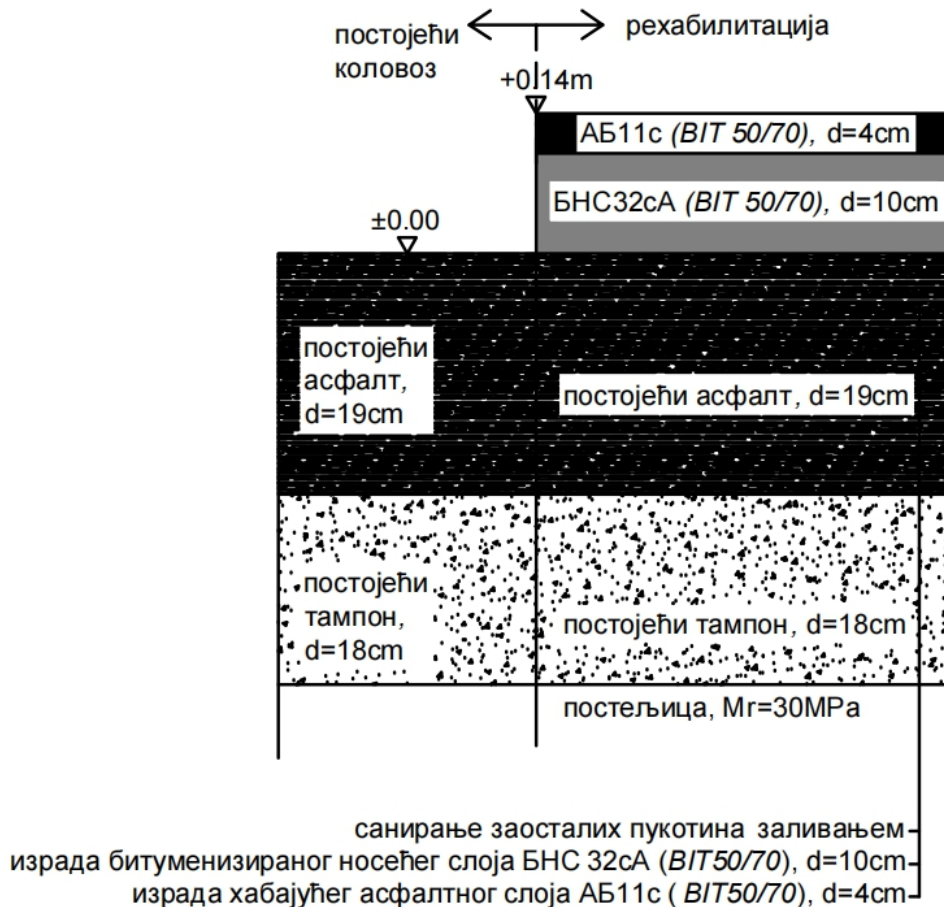 постојећи
коловоз
рехабилитација
+0.14m
АБ11с (BIT 50/70), d=4cm
БНС32сА (BIT 50/70), d=10cm
±0.00
постојећи
асфалт,
d=19cm
постојећи асфалт, d=19cm
постојећи
тампон,
d=18cm
постојећи тампон, d=18cm
постељица, Mr=30MPa
санирање заосталих пукотина заливањем
израда битуменизираног носећег слоја БНС 32сА (BIT50/70), d=10cm
израда хабајућег асфалтног слоја АБ11с ( BIT50/70), d=4cm